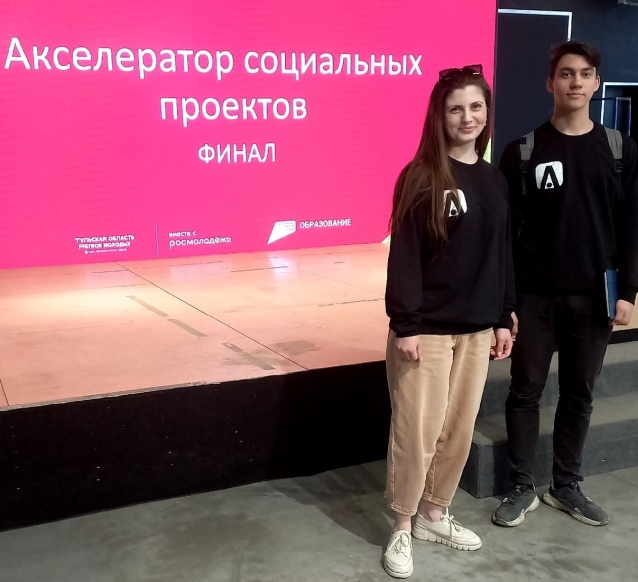 Акселератор социальных
проектов
ФИНАЛ
ТУЛЬСКАЯ ОБЛАСТЬ
РЕГИОН МОЛОДЫХ
ВМЕСТЕ С
РОСМОЛОДЁЖЬ
ОБРАЗОВАНИЕ
А
А